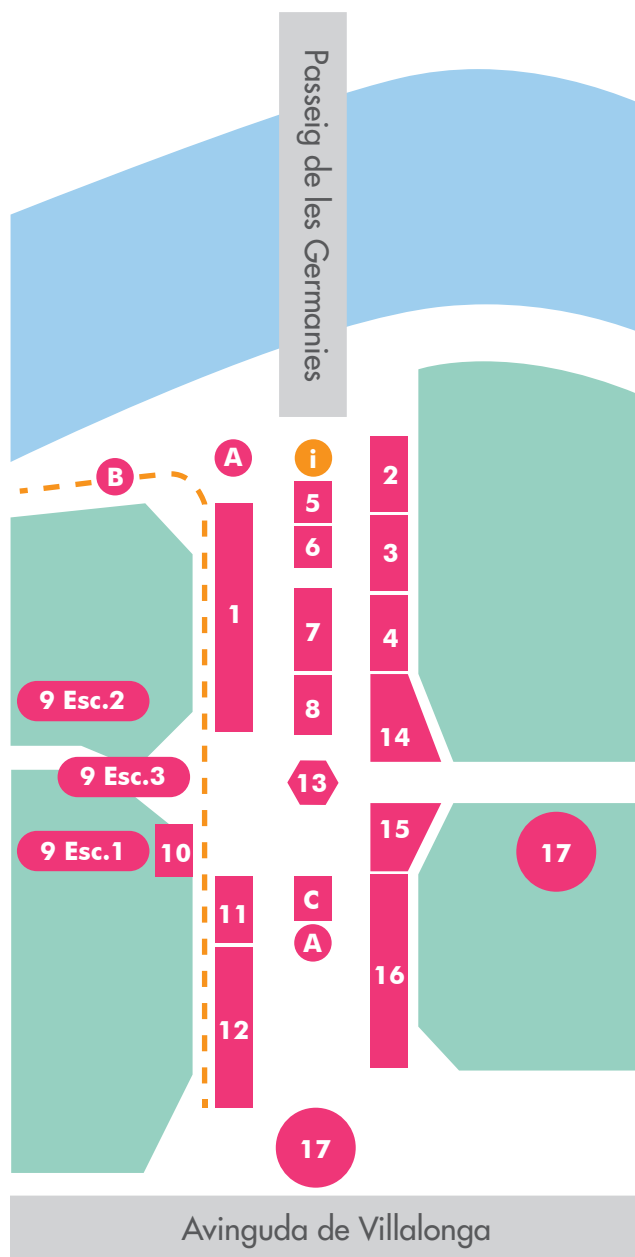 Passeig de les Germanies
A
i
B
2
5
3
6
1
7
4
9 Esc.2
8
14
9 Esc.3
13
15
9 Esc.1
10
17
C
11
A
16
12
17
Avinguda de Villalonga